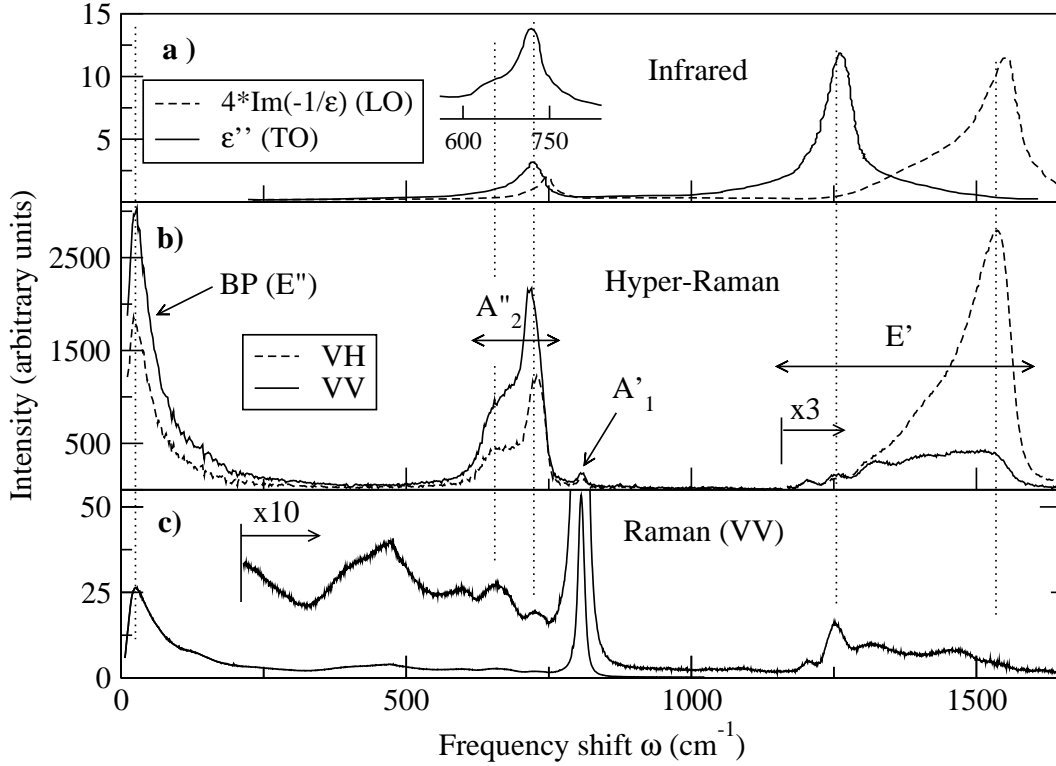 15
a )
Infrared
10
4*Im(-1/ε) (LO)
ε’’ (TO)
600
750
5
b)
2500
BP (E")
Hyper-Raman
A"2
E’
VH
VV
1500
A’1
x3
500
Intensity (arbitrary units)
50
c)
x10
Raman (VV)
25
0
0
500
1000
1500
Frequency shift ω (cm-1)